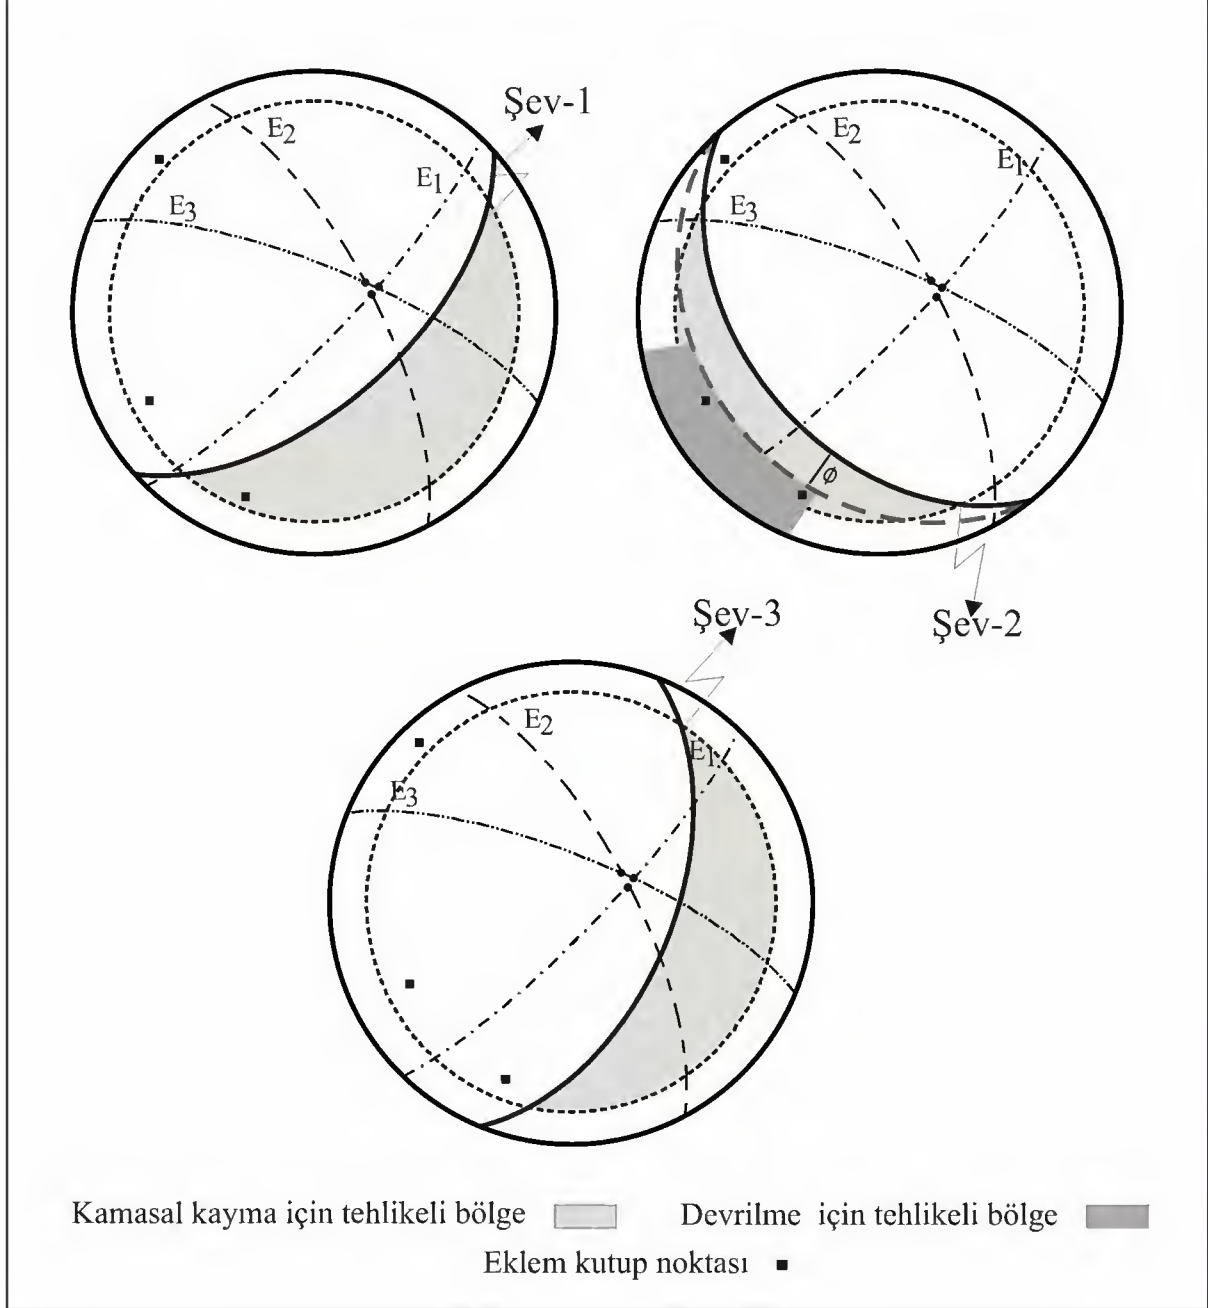 Şev-1
E2
E1
E3
E2
E1
E3
ϕ
Şev-2
Şev-3
E2
E1
E3
Kamasal kayma için tehlikeli bölge
Devrilme için tehlikeli bölge
Eklem kutup noktası